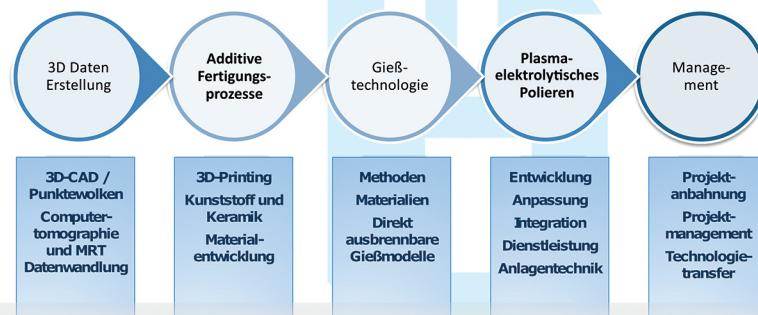 3D Daten
Erstellung
Additive
Fertigungs-
prozesse
Gieß-
technologie
Plasma-
elektrolytisches
Polieren
Manage-
ment
3D-CAD /
Punktewolken
Computer-
tomographie
und MRT
Datenwandlung
3D-Printing
Kunststoff und
Keramik
Material-
entwicklung
Methoden
Materialien
Direkt
ausbrennbare
Gießmodelle
Entwicklung
Anpassung
Integration
Dienstleistung
Anlagentechnik
Projekt-
anbahnung
Projekt-
management
Technologie-
transfer